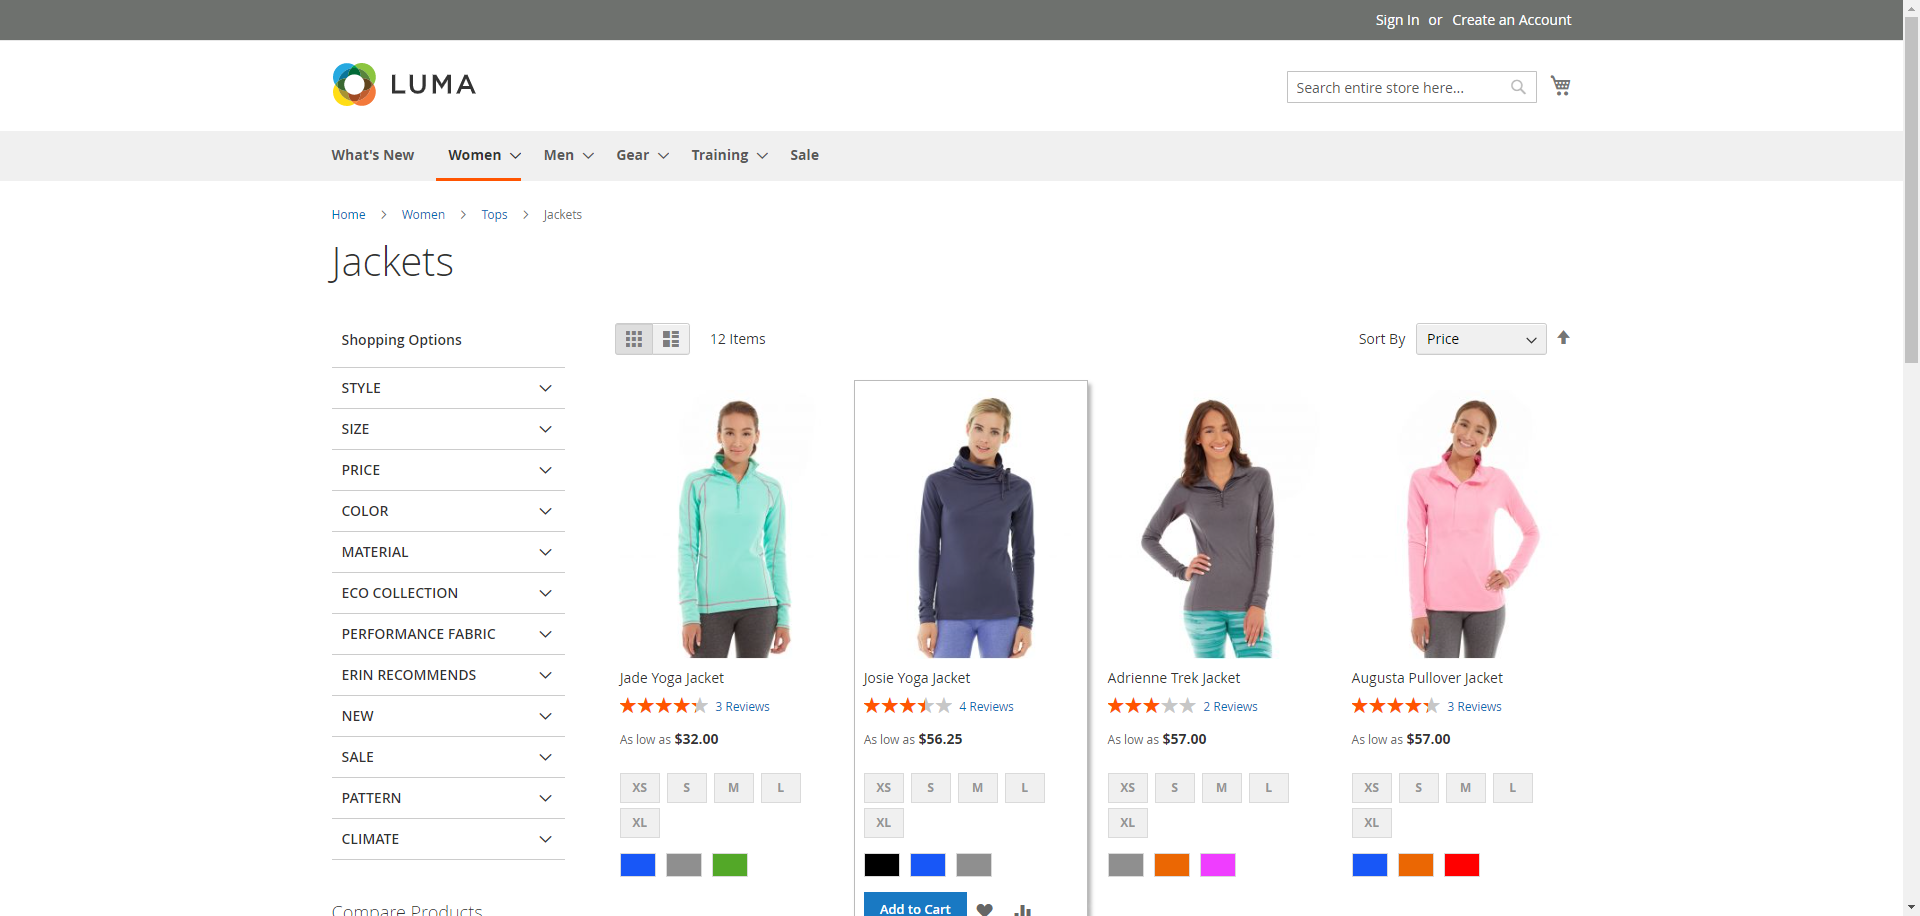 Sign In or Create an Account
LUMA
Search entire store here...
What's New Women Men Gear Training Sale
Home Women Tops Jackets
Jackets
Shopping Options
STYLE
SIZE
PRICE
COLOR
MATERIAL
ECO COLLECTION
PERFORMANCE FABRIC
ERIN RECOMMENDS
NEW
SALE
PATTERN
CLIMATE
Compare Products
12 Items
Sort By Price
Jade Yoga Jacket
3 Reviews
As low as $32.00
XS S M L
XL
Josie Yoga Jacket
4 Reviews
As low as $56.25
XS S M L
XL
Add to Cart
Adrienne Trek Jacket
2 Reviews
As low as $57.00
XS S M L
XL
Augusta Pullover Jacket
3 Reviews
As low as $57.00
XS S M L
XL